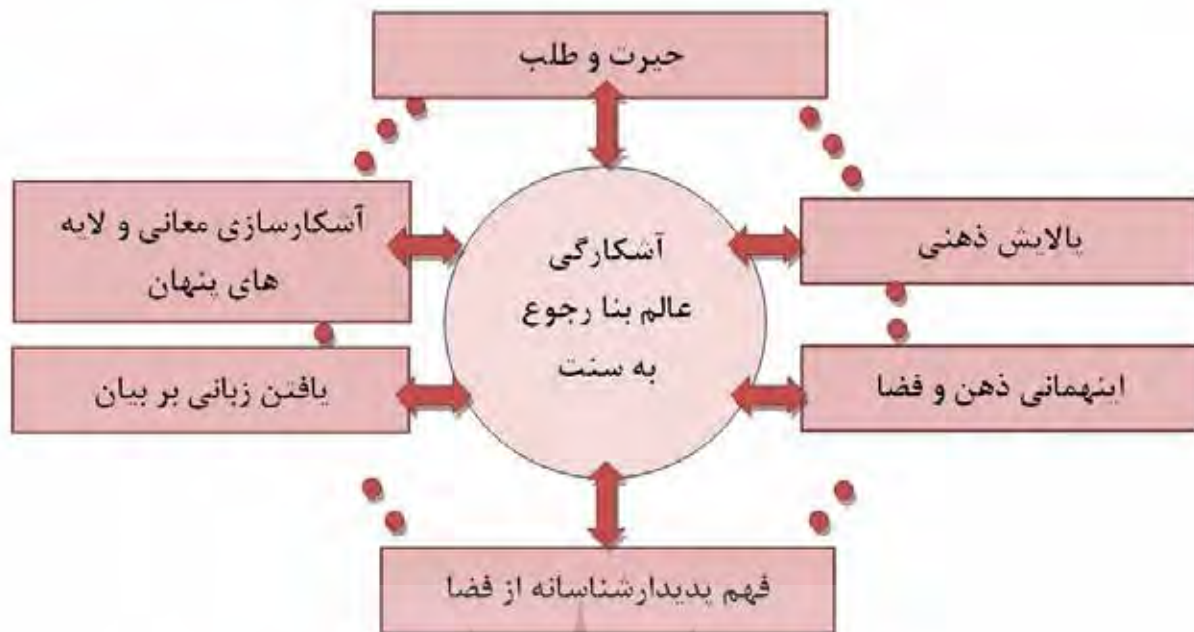 حیرت و طلب
پالایش ذهنی
اینهمانی ذهن و فضا
فهم پدیدارشناسانه از فضا
یافتن زبانی بر بیان
آشکارسازی معانی و لایه
های پنهان
آشکارگی
عالم بنا رجوع
به سنت